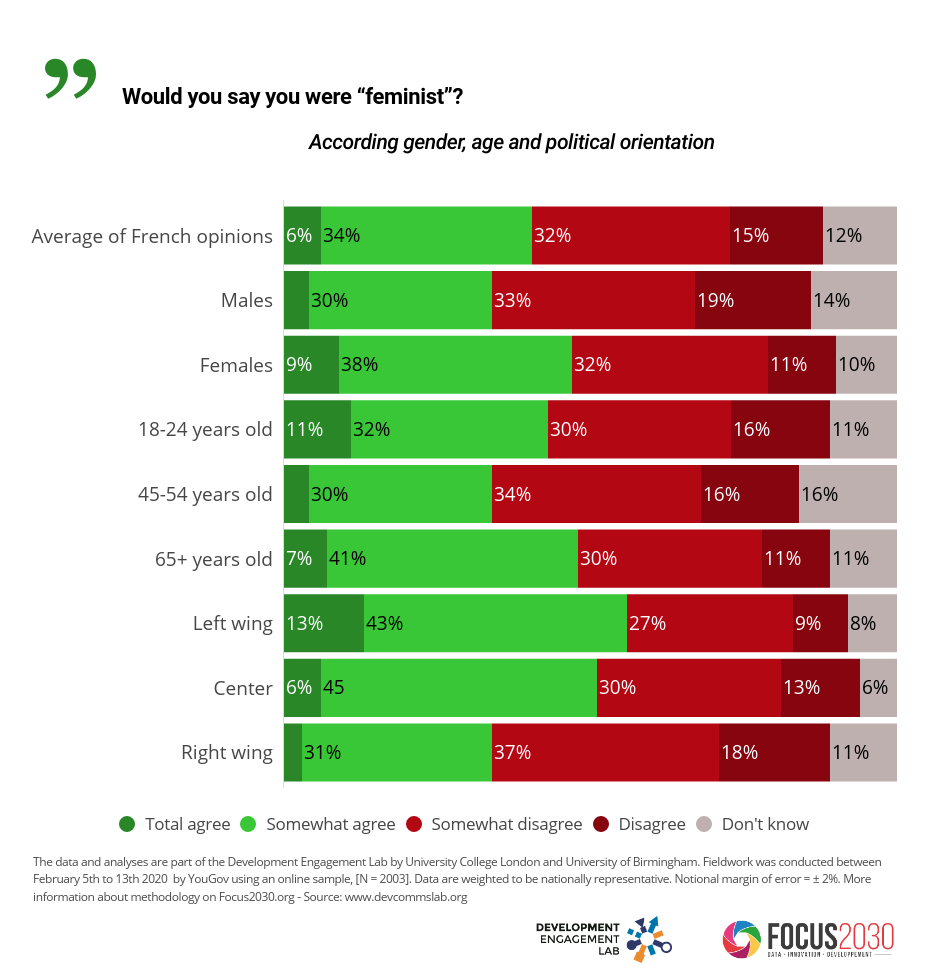 ”
Would you say you were “feminist”?
According gender, age and political orientation
Average of French opinions 6% 34% 32% 15% 12%
Males 30% 33% 19% 14%
Females 9% 38% 32% 11% 10%
18-24 years old 11% 32% 30% 16% 11%
45-54 years old 30% 34% 16% 16%
65+ years old 7% 41% 30% 11% 11%
Left wing 13% 43% 27% 9% 8%
Center 6% 45 30% 13% 6%
Right wing 31% 37% 18% 11%
Total agree Somewhat agree Somewhat disagree Disagree Don't know
The data and analyses are part of the Development Engagement Lab by University College London and University of Birmingham. Fieldwork was conducted between
February 5th to 13th 2020 by YouGov using an online sample, [N = 2003]. Data are weighted to be nationally representative. Notional margin of error = ± 2%. More
information about methodology on Focus2030.org - Source: www.devcommslab.org
DEVELOPMENT
ENGAGEMENT
LAB
FOCUS2030
DATA · INNOVATION · DEVELOPPEMENT